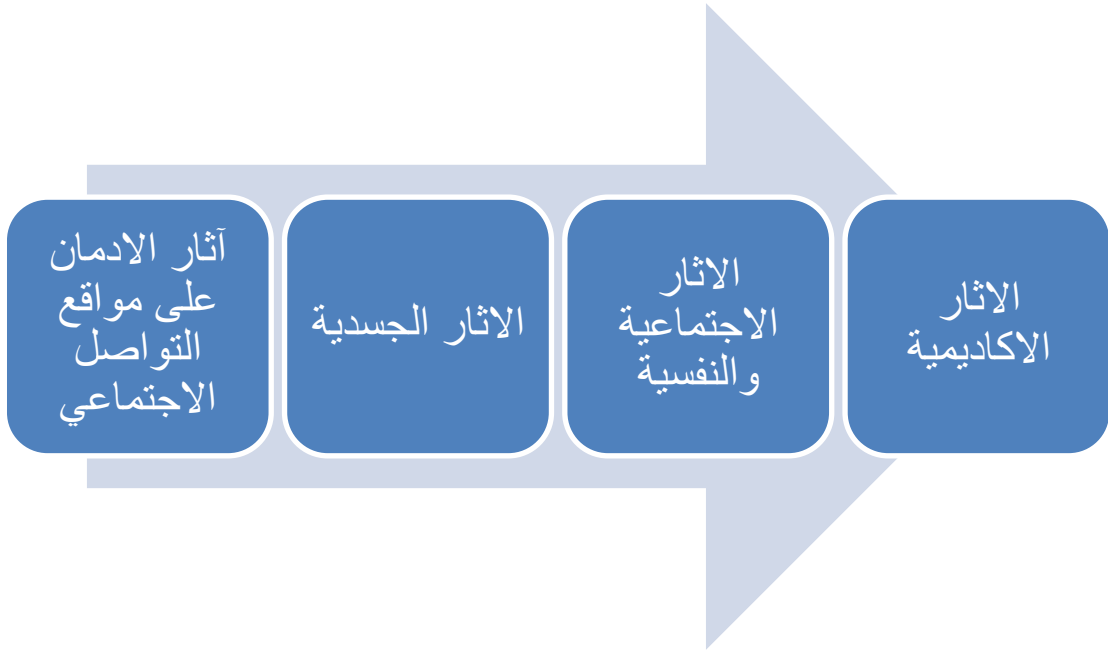 آثار الادمان
على مواقع
التواصل
الاجتماعي
الاثار الجسدية
الاثار
الاجتماعية
والنفسية
الاثار
الاكاديمية